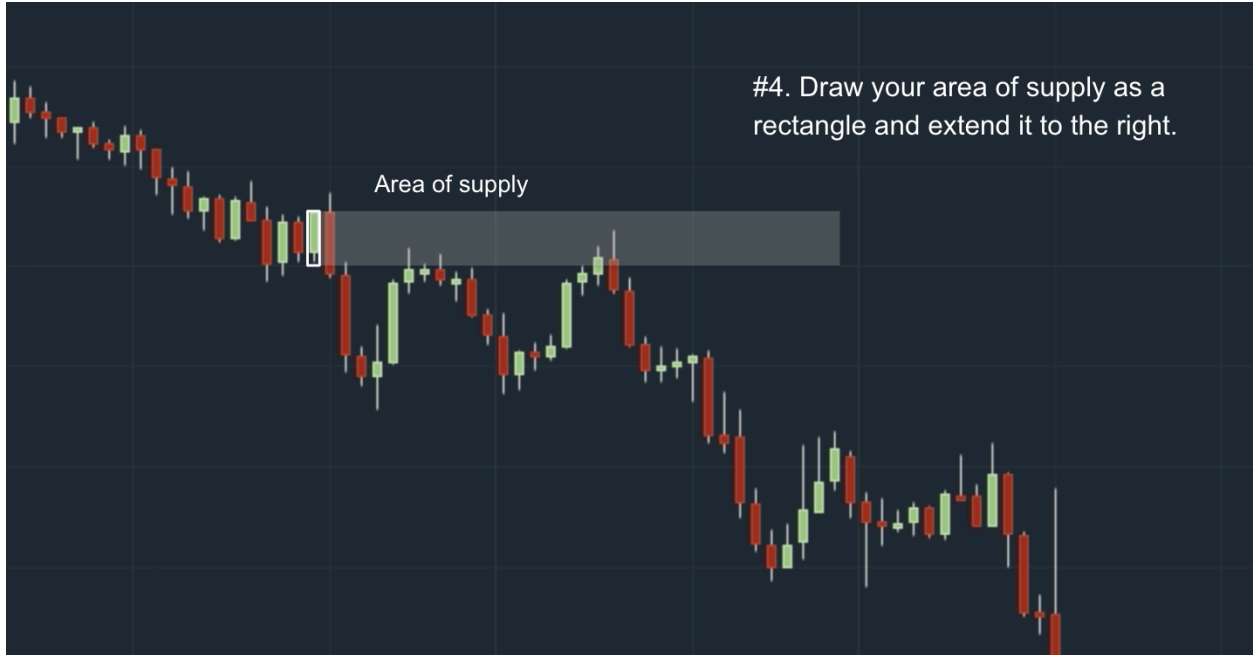 #4. Draw your area of supply as a
rectangle and extend it to the right.
Area of supply